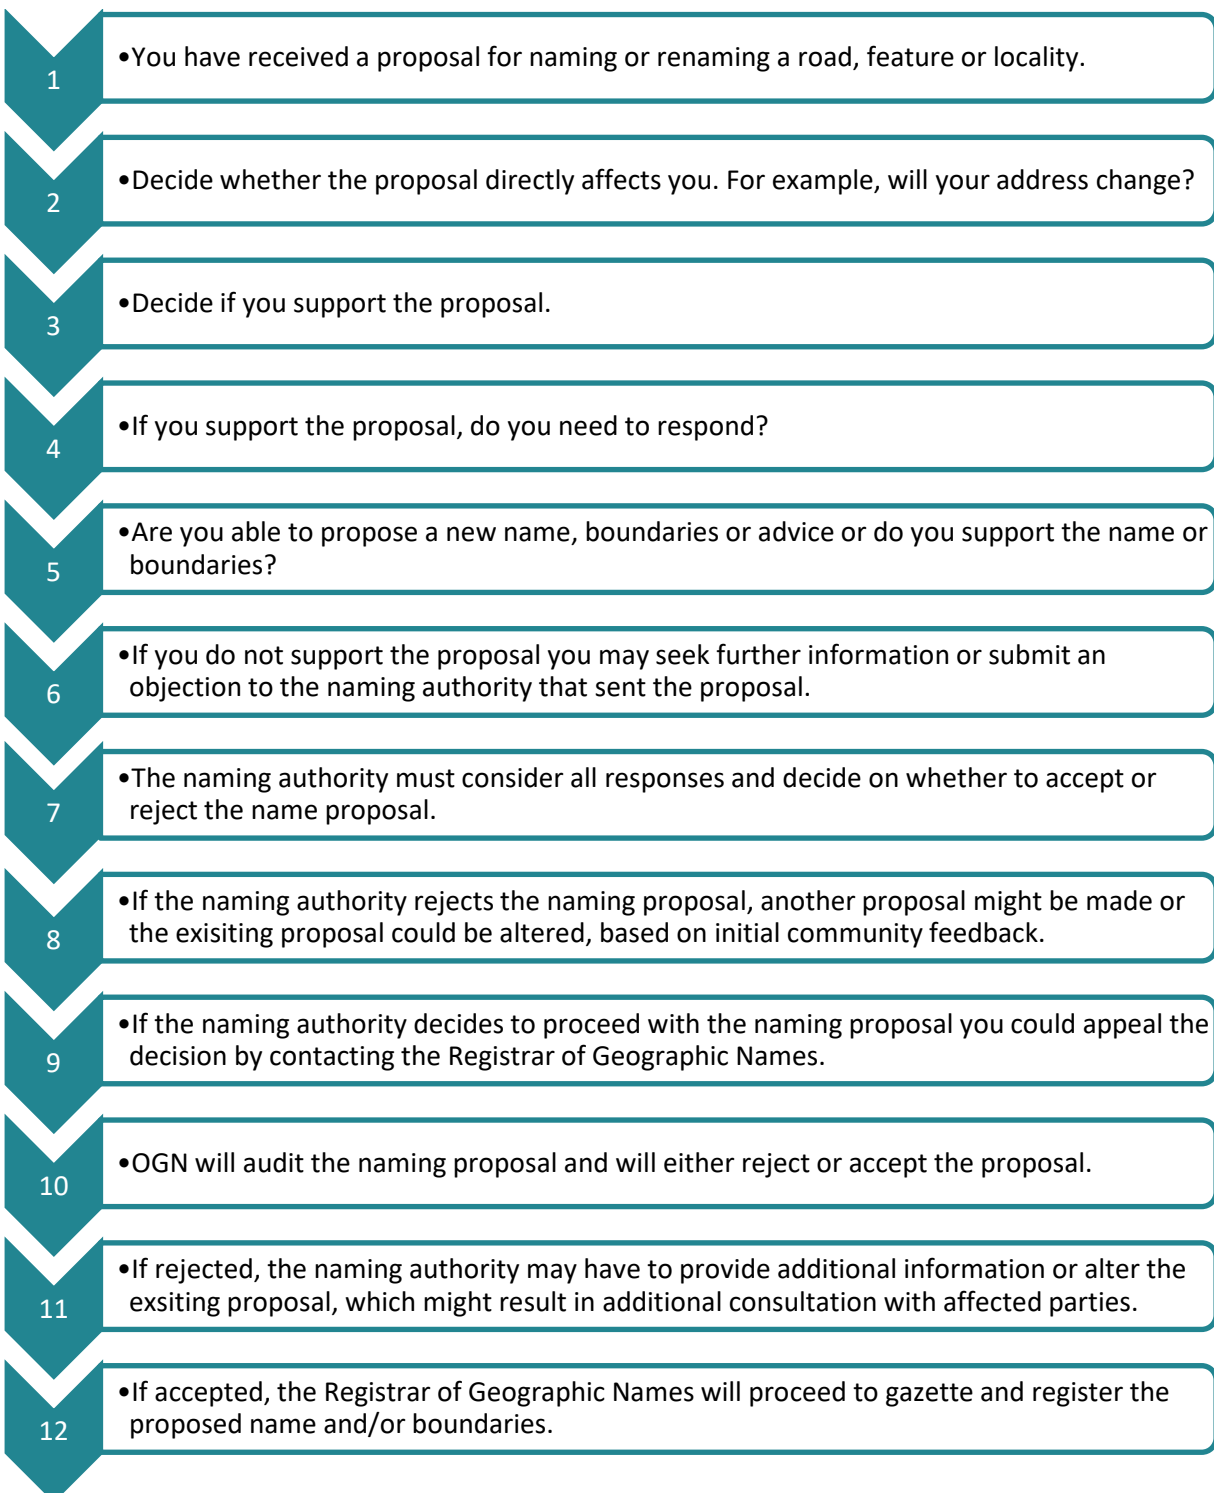 1
•You have received a proposal for naming or renaming a road, feature or locality.
2
•Decide whether the proposal directly affects you. For example, will your address change?
3
•Decide if you support the proposal.
4
•If you support the proposal, do you need to respond?
5
•Are you able to propose a new name, boundaries or advice or do you support the name or
boundaries?
6
•If you do not support the proposal you may seek further information or submit an
objection to the naming authority that sent the proposal.
7
•The naming authority must consider all responses and decide on whether to accept or
reject the name proposal.
8
•If the naming authority rejects the naming proposal, another proposal might be made or
the exisiting proposal could be altered, based on initial community feedback.
9
•If the naming authority decides to proceed with the naming proposal you could appeal the
decision by contacting the Registrar of Geographic Names.
10
•OGN will audit the naming proposal and will either reject or accept the proposal.
11
•If rejected, the naming authority may have to provide additional information or alter the
exsiting proposal, which might result in additional consultation with affected parties.
12
•If accepted, the Registrar of Geographic Names will proceed to gazette and register the
proposed name and/or boundaries.